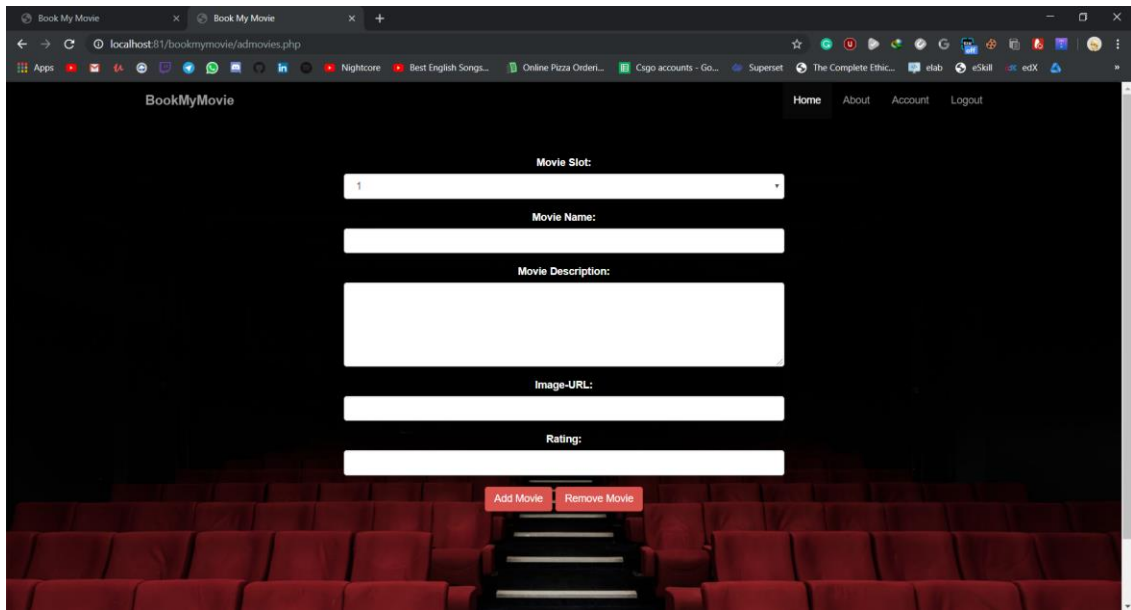 Book My Movie
Book My Movie
localhost:81/bookmymovie/admovies.php
Apps Nightcore Best English Songs... Online Pizza Orderi... Csgo accounts - Go... Superset The Complete Ethic... elab eSkill edX
BookMyMovie Home About Account Logout
Movie Slot:
1
Movie Name:
Movie Description:
Image-URL:
Rating:
Add Movie Remove Movie